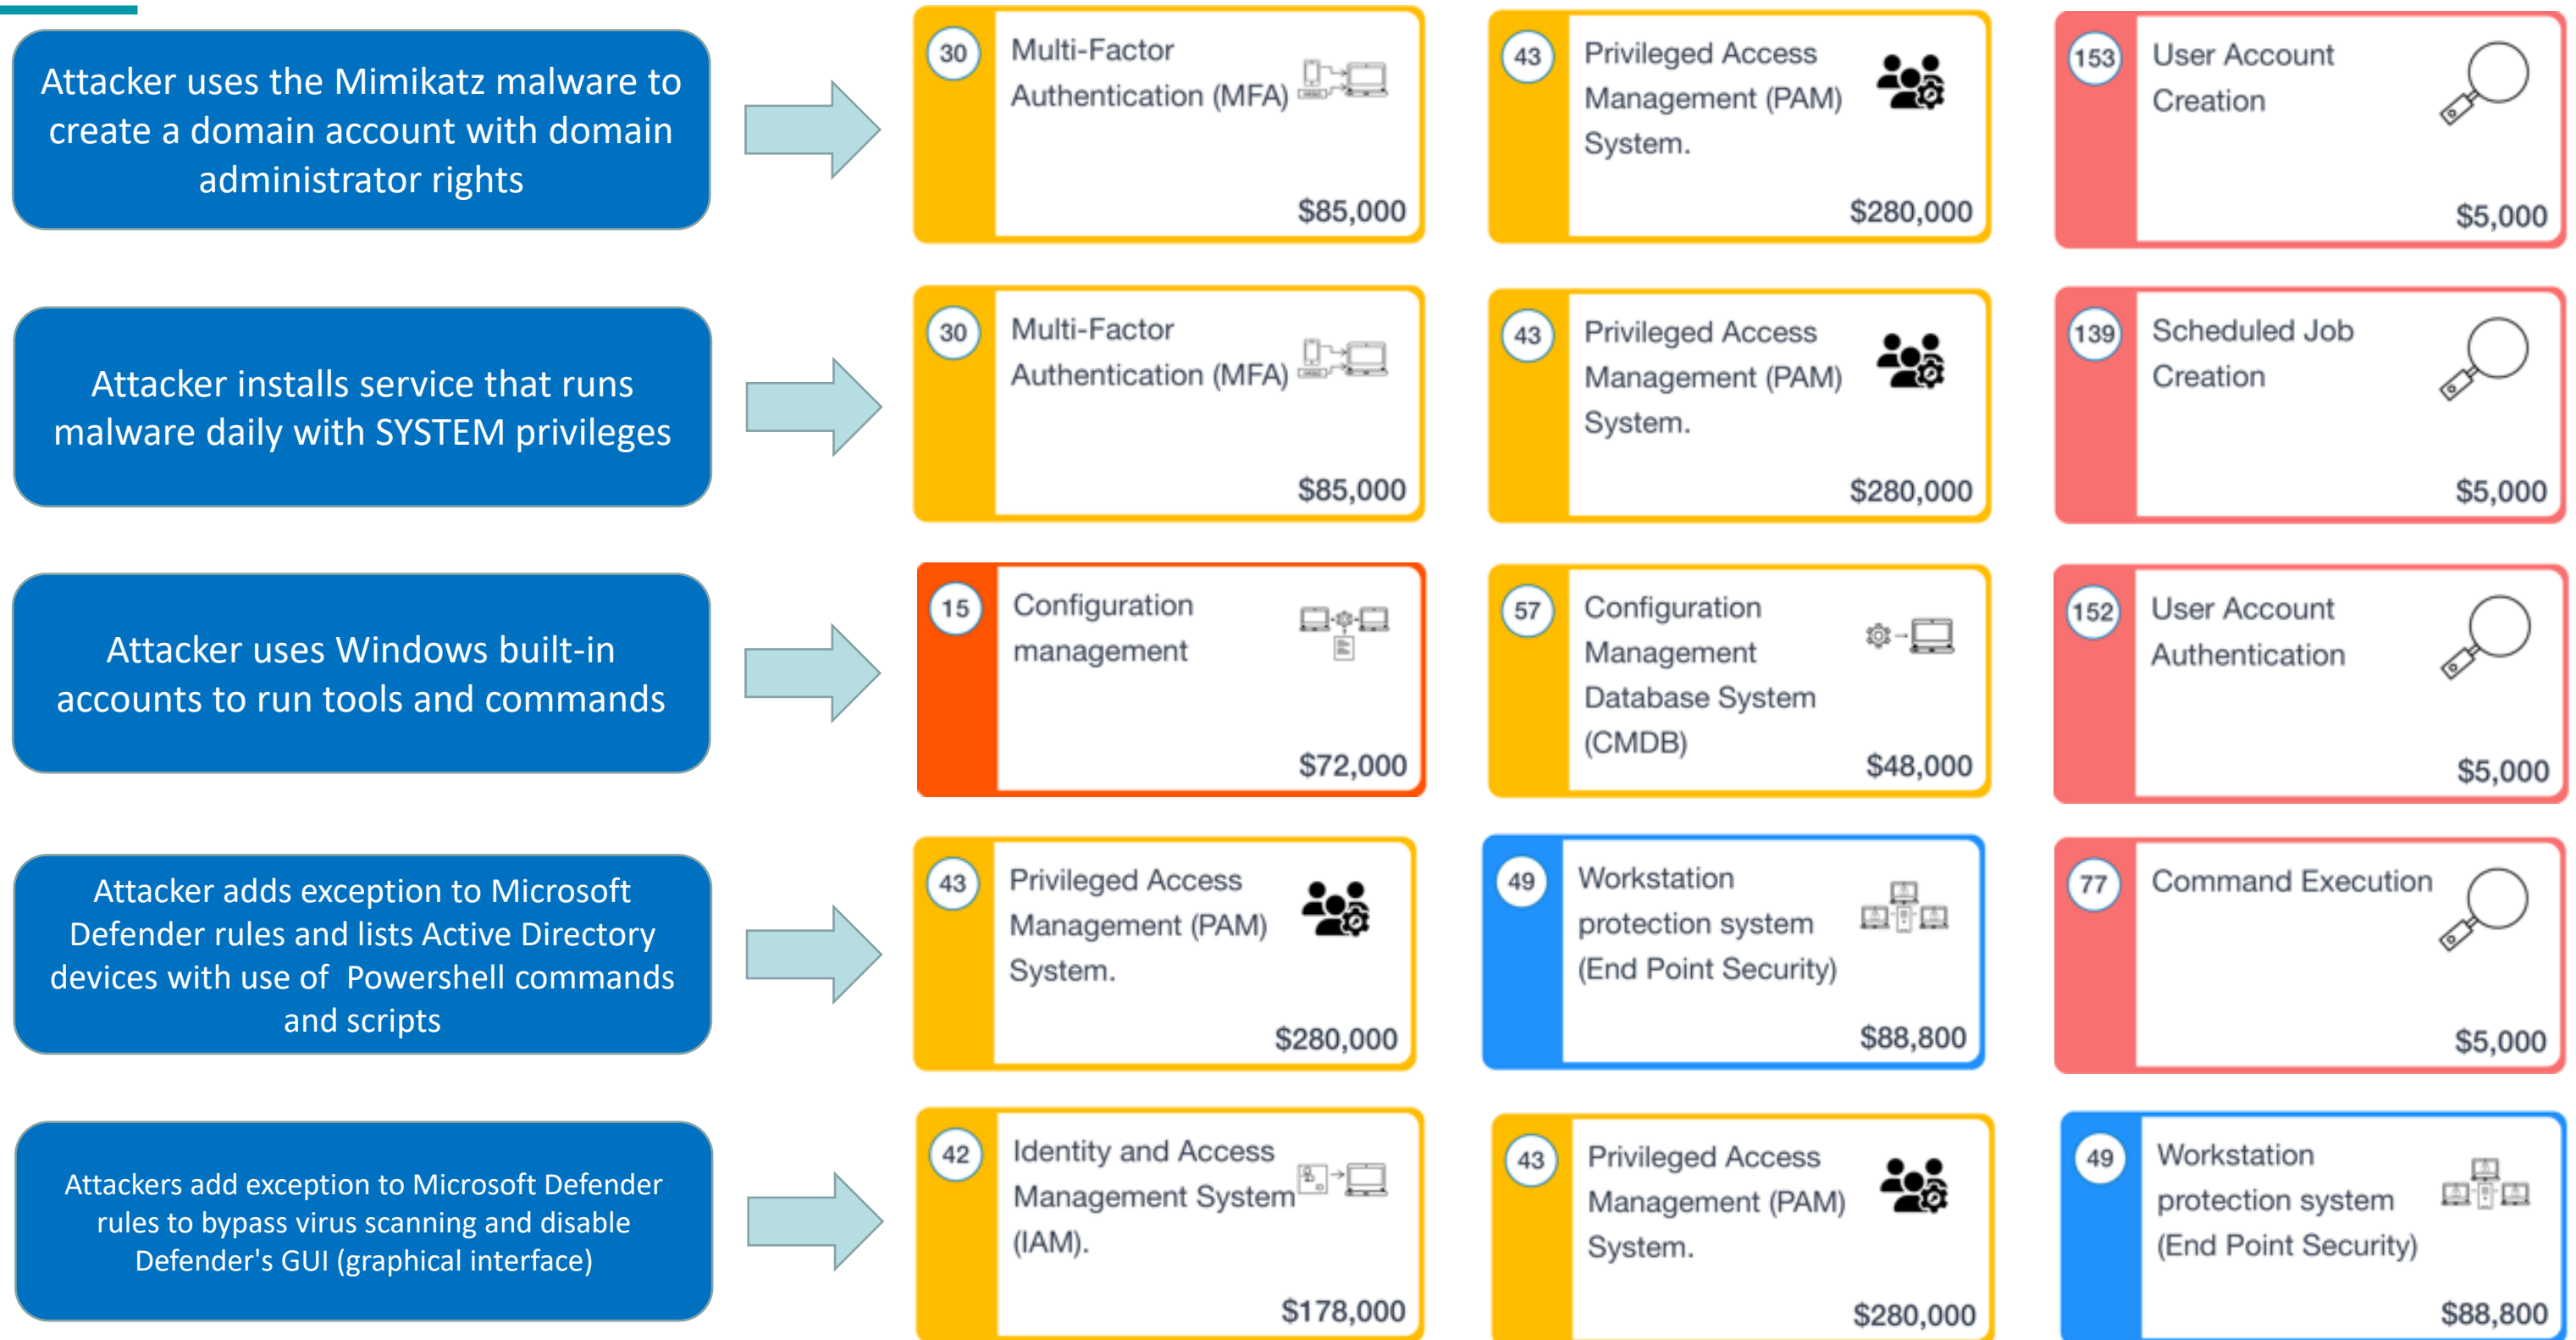 Attacker uses the Mimikatz malware to
create a domain account with domain
administrator rights
30
Multi-Factor
Authentication (MFA)
$85,000
43
Privileged Access
Management (PAM)
System.
$280,000
153
User Account
Creation
$5,000
Attacker installs service that runs
malware daily with SYSTEM privileges
30
Multi-Factor
Authentication (MFA)
$85,000
43
Privileged Access
Management (PAM)
System.
$280,000
139
Scheduled Job
Creation
$5,000
Attacker uses Windows built-in
accounts to run tools and commands
15
Configuration
management
$72,000
57
Configuration
Management
Database System
(CMDB)
$48,000
152
User Account
Authentication
$5,000
Attacker adds exception to Microsoft
Defender rules and lists Active Directory
devices with use of Powershell commands
and scripts
43
Privileged Access
Management (PAM)
System.
$280,000
49
Workstation
protection system
(End Point Security)
$88,800
77
Command Execution
$5,000
Attackers add exception to Microsoft Defender
rules to bypass virus scanning and disable
Defender's GUI (graphical interface)
42
Identity and Access
Management System
(IAM).
$178,000
43
Privileged Access
Management (PAM)
System.
$280,000
49
Workstation
protection system
(End Point Security)
$88,800